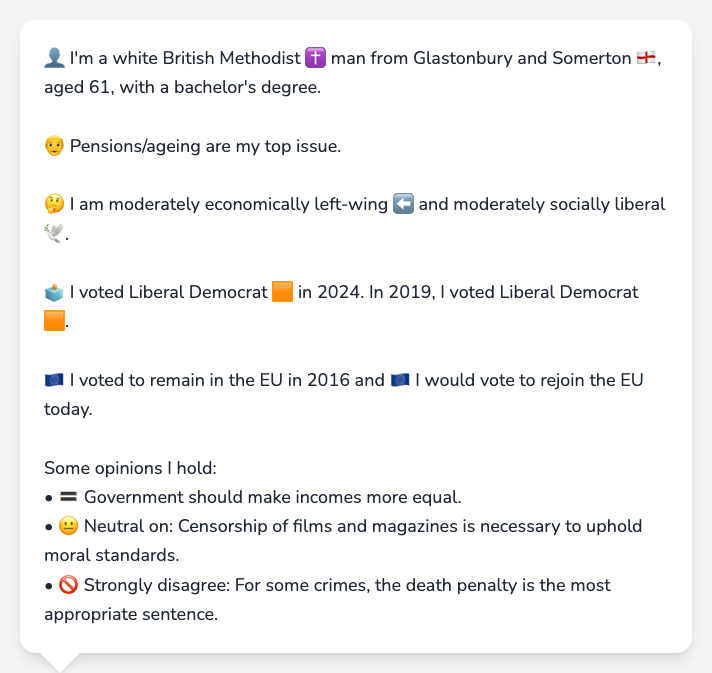 👤 I'm a white British Methodist ✝️ man from Glastonbury and Somerton 🏴󠁧󠁢󠁥󠁮󠁧󠁿,
aged 61, with a bachelor's degree.
👴 Pensions/ageing are my top issue.
🤔 I am moderately economically left-wing ⬅️ and moderately socially liberal
🕊️.
🗳️ I voted Liberal Democrat 🟧 in 2024. In 2019, I voted Liberal Democrat
🟧.
🇪🇺 I voted to remain in the EU in 2016 and 🇪🇺 I would vote to rejoin the EU
today.
Some opinions I hold:
• 🟰 Government should make incomes more equal.
• 😐 Neutral on: Censorship of films and magazines is necessary to uphold
moral standards.
• 🚫 Strongly disagree: For some crimes, the death penalty is the most
appropriate sentence.